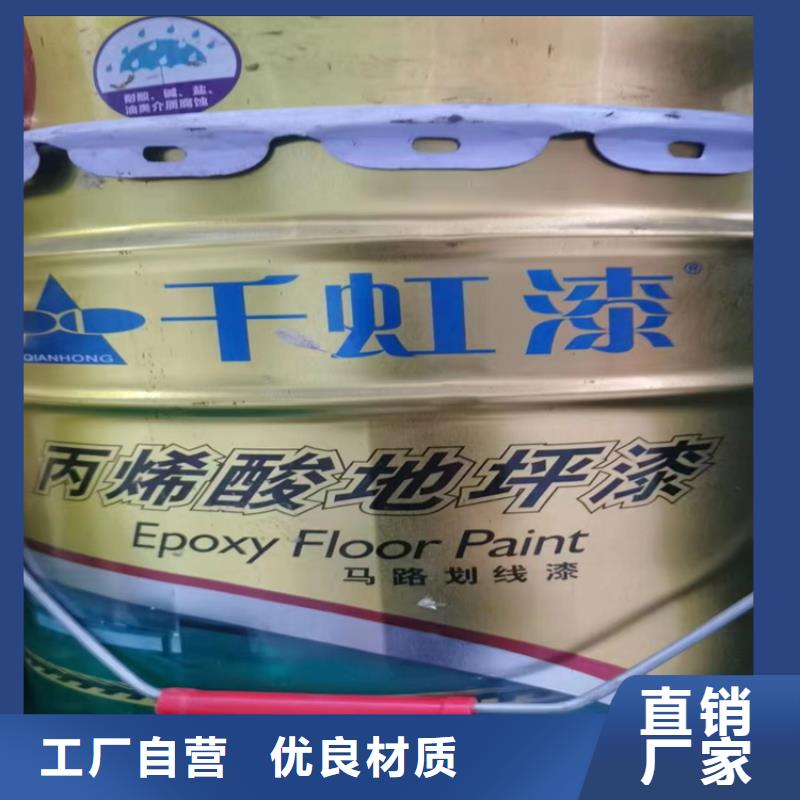 耐酸、碱、盐、
油类介质腐蚀
千虹漆®
QIANHONG
丙烯酸地坪漆
Epoxy Floor Paint
马路划线漆
直销
厂家
工厂自营 优良材质